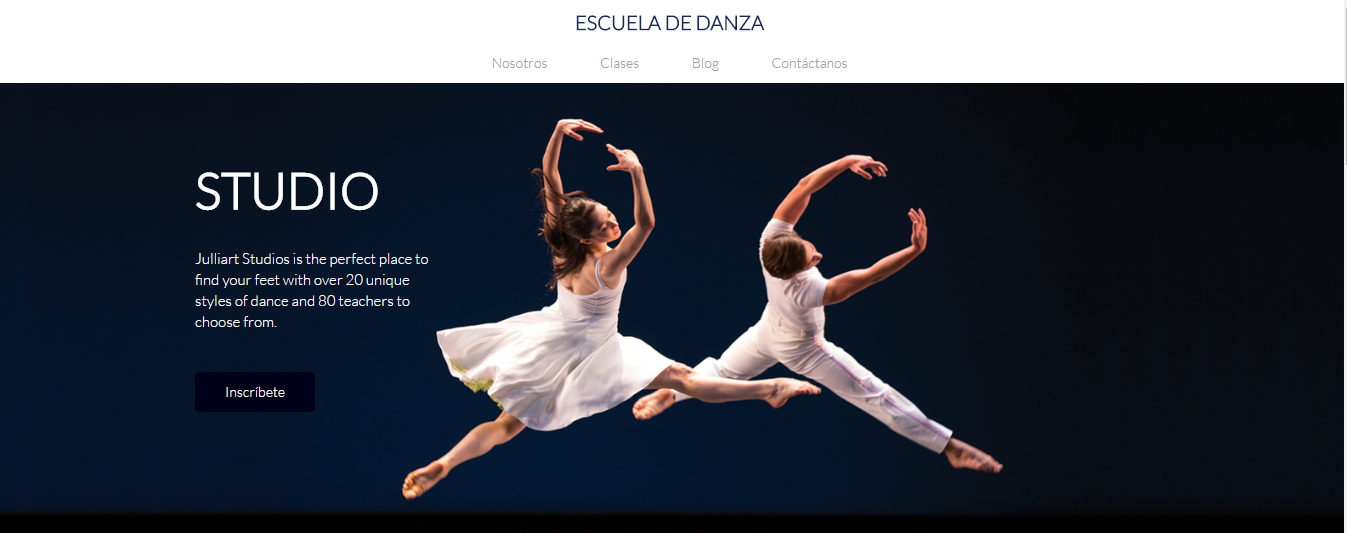 ESCUELA DE DANZA
Nosotros Clases Blog Contáctanos
STUDIO
Julliart Studios is the perfect place to
find your feet with over 20 unique
styles of dance and 80 teachers to
choose from.
Inscríbete